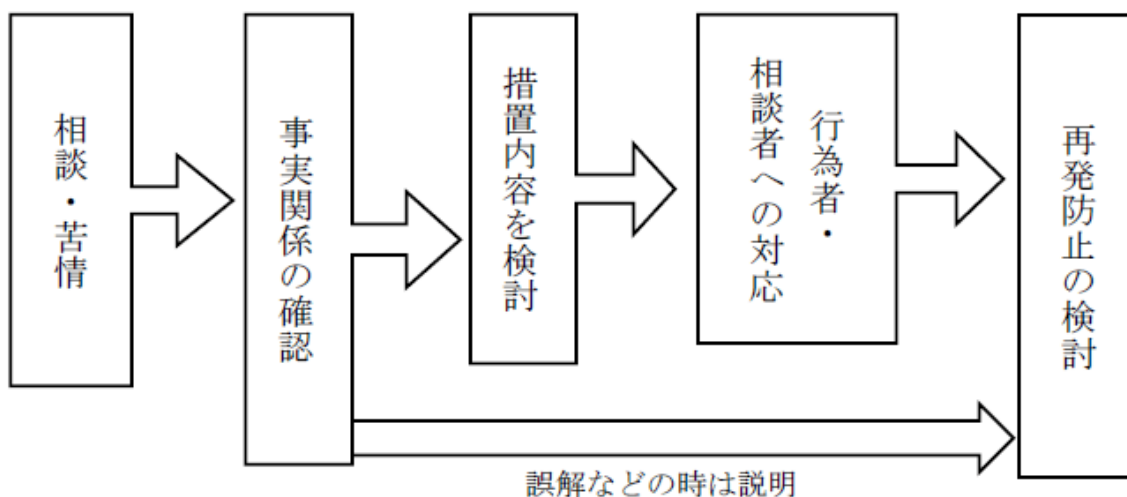 相談・苦情
事実関係の確認
措置内容を検討
行為者・
相談者への対応
再発防止の検討
誤解などの時は説明